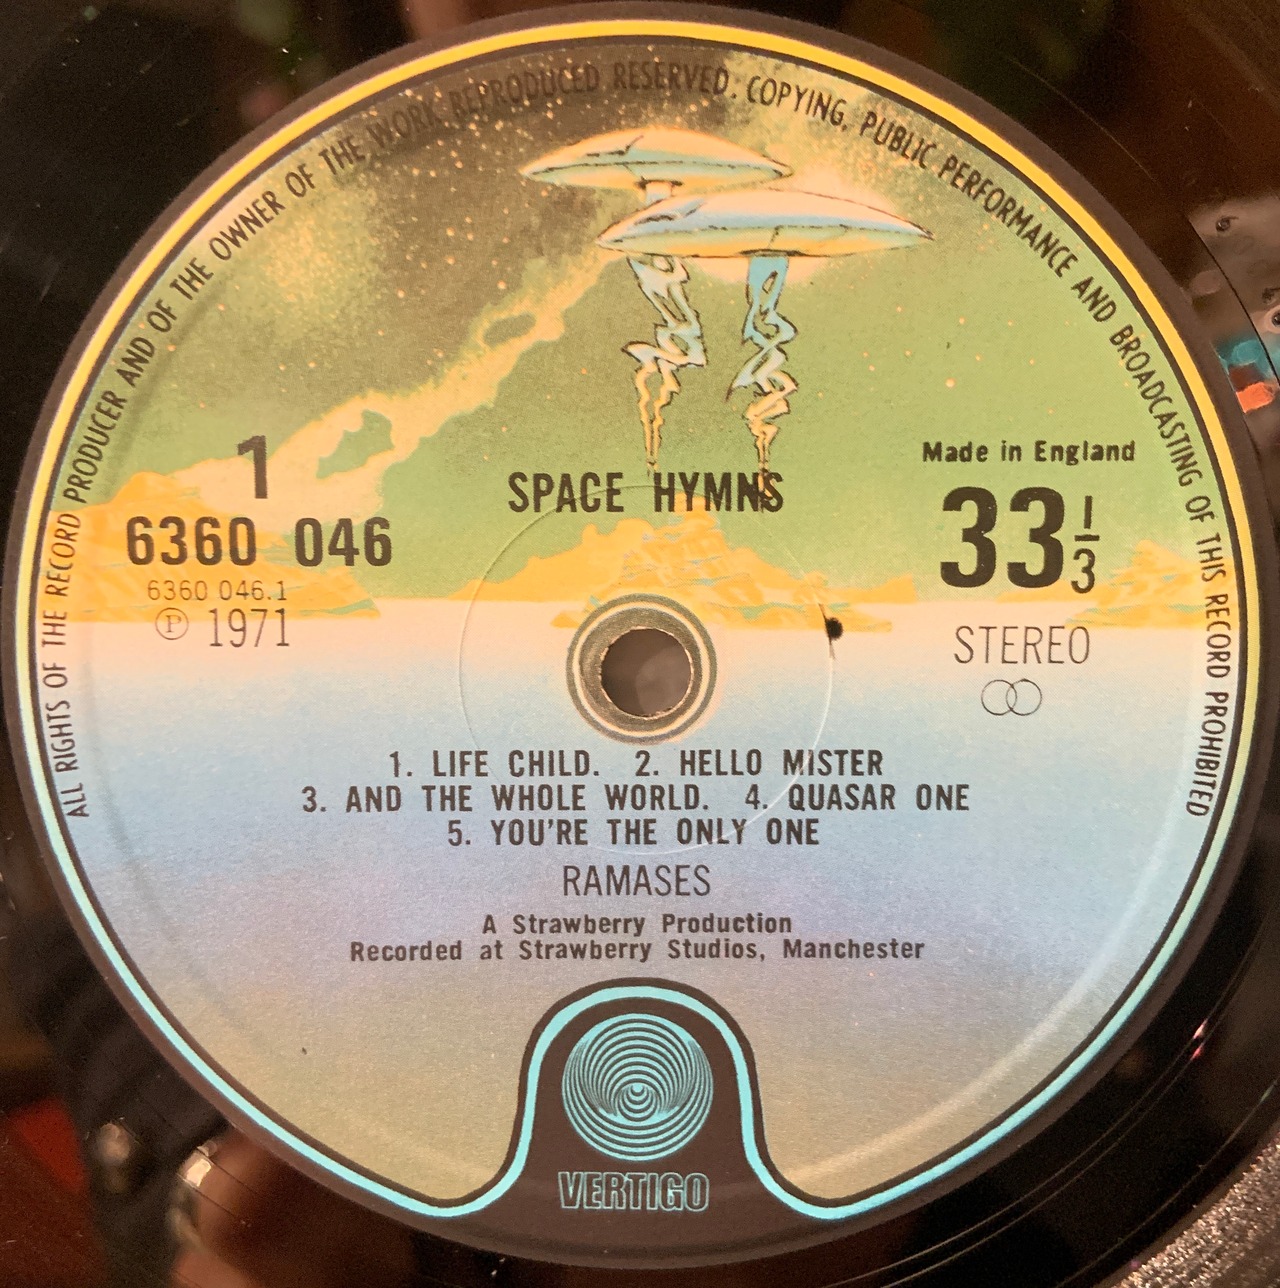 ALL RIGHTS OF THE RECORD PRODUCER AND OF THE OWNER OF THE WORK REPRODUCED RESERVED. COPYING, PUBLIC PERFORMANCE AND BROADCASTING OF THIS RECORD PROHIBITED
1
6360 046
6360 046.1
℗ 1971
SPACE HYMNS
Made in England
33⅓
STEREO
1. LIFE CHILD. 2. HELLO MISTER
3. AND THE WHOLE WORLD. 4. QUASAR ONE
5. YOU'RE THE ONLY ONE
RAMASES
A Strawberry Production
Recorded at Strawberry Studios, Manchester
VERTIGO